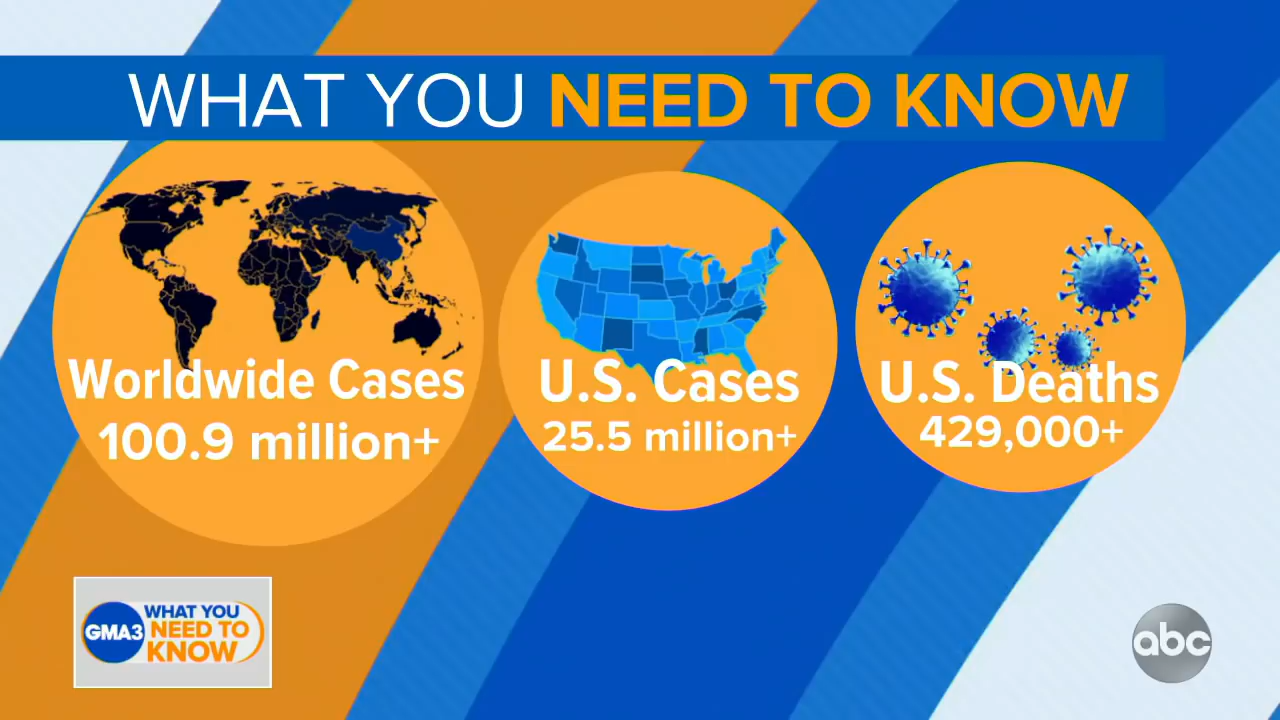 WHAT YOU NEED TO KNOW
Worldwide Cases
100.9 million+
U.S. Cases
25.5 million+
U.S. Deaths
429,000+
GMA3
WHAT YOU
NEED TO
KNOW
abc